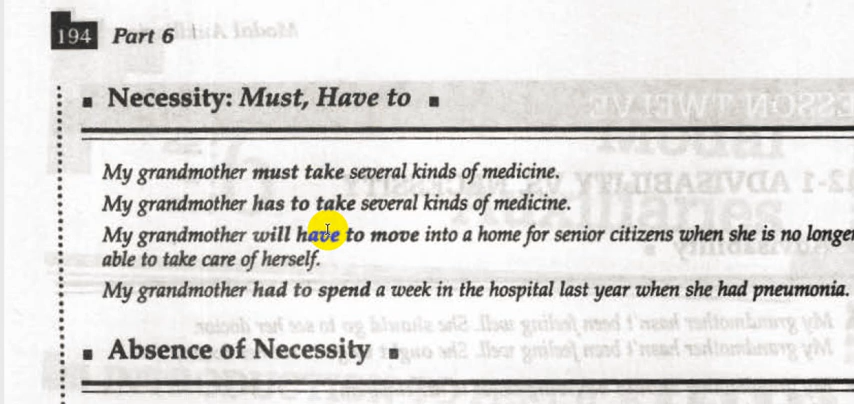 194 Part 6
▪ Necessity: Must, Have to ▪
My grandmother must take several kinds of medicine.
My grandmother has to take several kinds of medicine.
My grandmother will have to move into a home for senior citizens when she is no longer
able to take care of herself.
My grandmother had to spend a week in the hospital last year when she had pneumonia.
▪ Absence of Necessity ▪